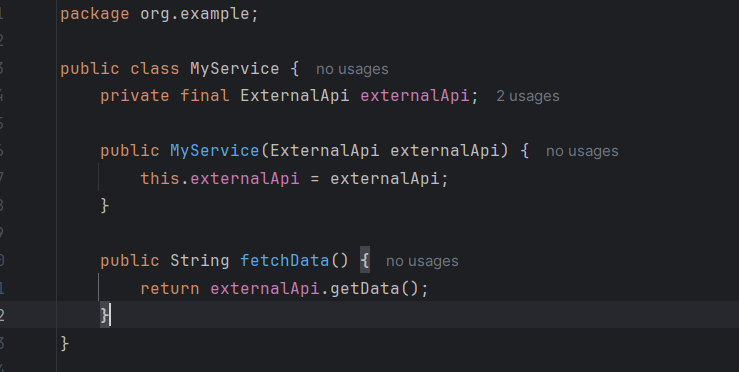 package org.example;
public class MyService { no usages
private final ExternalApi externalApi; 2 usages
public MyService(ExternalApi externalApi) { no usages
this.externalApi = externalApi;
}
public String fetchData() { no usages
return externalApi.getData();
}
}